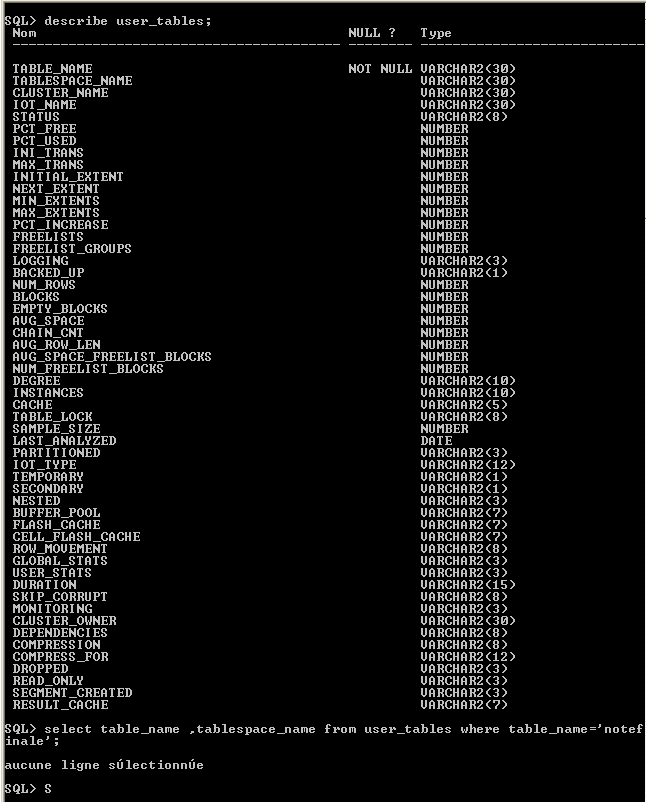 SQL> describe user_tables;
Nom NULL ? Type
----------------------------------------- -------- ----------------------------
TABLE_NAME NOT NULL VARCHAR2(30)
TABLESPACE_NAME VARCHAR2(30)
CLUSTER_NAME VARCHAR2(30)
IOT_NAME VARCHAR2(30)
STATUS VARCHAR2(8)
PCT_FREE NUMBER
PCT_USED NUMBER
INI_TRANS NUMBER
MAX_TRANS NUMBER
INITIAL_EXTENT NUMBER
NEXT_EXTENT NUMBER
MIN_EXTENTS NUMBER
MAX_EXTENTS NUMBER
PCT_INCREASE NUMBER
FREELISTS NUMBER
FREELIST_GROUPS NUMBER
LOGGING VARCHAR2(3)
BACKED_UP VARCHAR2(1)
NUM_ROWS NUMBER
BLOCKS NUMBER
EMPTY_BLOCKS NUMBER
AVG_SPACE NUMBER
CHAIN_CNT NUMBER
AVG_ROW_LEN NUMBER
AVG_SPACE_FREELIST_BLOCKS NUMBER
NUM_FREELIST_BLOCKS NUMBER
DEGREE VARCHAR2(10)
INSTANCES VARCHAR2(10)
CACHE VARCHAR2(5)
TABLE_LOCK VARCHAR2(8)
SAMPLE_SIZE NUMBER
LAST_ANALYZED DATE
PARTITIONED VARCHAR2(3)
IOT_TYPE VARCHAR2(12)
TEMPORARY VARCHAR2(1)
SECONDARY VARCHAR2(1)
NESTED VARCHAR2(3)
BUFFER_POOL VARCHAR2(7)
FLASH_CACHE VARCHAR2(7)
CELL_FLASH_CACHE VARCHAR2(7)
ROW_MOVEMENT VARCHAR2(8)
GLOBAL_STATS VARCHAR2(3)
USER_STATS VARCHAR2(3)
DURATION VARCHAR2(15)
SKIP_CORRUPT VARCHAR2(8)
MONITORING VARCHAR2(3)
CLUSTER_OWNER VARCHAR2(30)
DEPENDENCIES VARCHAR2(8)
COMPRESSION VARCHAR2(8)
COMPRESS_FOR VARCHAR2(12)
DROPPED VARCHAR2(3)
READ_ONLY VARCHAR2(3)
SEGMENT_CREATED VARCHAR2(3)
RESULT_CACHE VARCHAR2(7)
SQL> select table_name ,tablespace_name from user_tables where table_name='notef
inale';
aucune ligne súlectionnúe
SQL> S